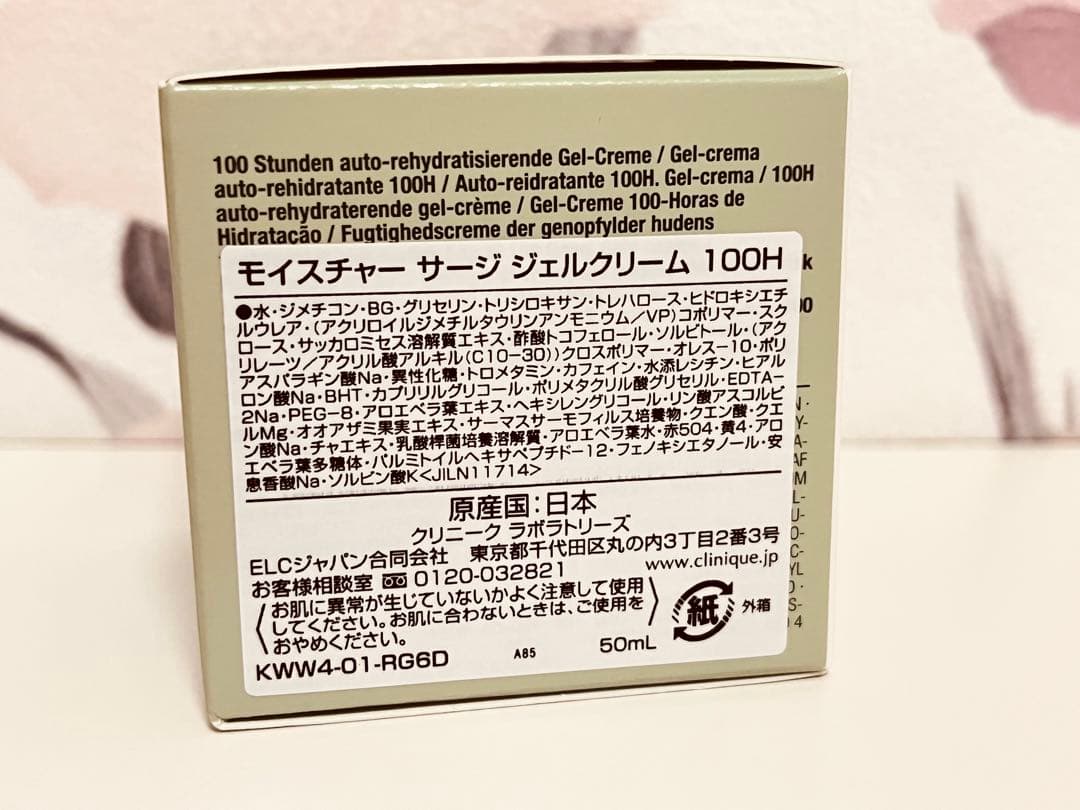 100 Stunden auto-rehydratisierende Gel-Creme / Gel-crema
auto-rehidratante 100H / Auto-reidratante 100H. Gel-crema / 100H
auto-rehydraterende gel-crème / Gel-Creme 100-Horas de
Hidratação / Fugtighedscreme der genopfylder hudens
モイスチャー サージ ジェルクリーム 100H
●水・ジメチコン・BG・グリセリン・トリシロキサン・トレハロース・ヒドロキシエチ
ルウレア・(アクリロイルジメチルタウリンアンモニウム/VP)コポリマー・スク
ロース・サッカロミセス溶解質エキス・酢酸トコフェロール・ソルビトール・(アク
リレーツ/アクリル酸アルキル(C10-30))クロスポリマー・オレス-10・ポリ
アスパラギン酸Na・異性化糖・トロメタミン・カフェイン・水添レシチン・ヒアル
ロン酸Na・BHT・カプリリルグリコール・ポリメタクリル酸グリセリル・EDTA-
2Na・PEG-8・アロエベラ葉エキス・ヘキシレングリコール・リン酸アスコルビ
ルMg・オオアザミ果実エキス・サーマスサーモフィルス培養物・クエン酸・クエ
ン酸Na・チャエキス・乳酸桿菌培養溶解質・アロエベラ葉水・赤504・黄4・アロ
エベラ葉多糖体・パルミトイルヘキサペプチド-12・フェノキシエタノール・安
息香酸Na・ソルビン酸K<JILN11714>
原産国:日本
クリニーク ラボラトリーズ
ELCジャパン合同会社 東京都千代田区丸の内3丁目2番3号
www.clinique.jp
お客様相談室 0120-032821
お肌に異常が生じていないかよく注意して使用
してください。お肌に合わないときは、ご使用を
おやめください。
紙 外箱
KWW4-01-RG6D A85 50mL